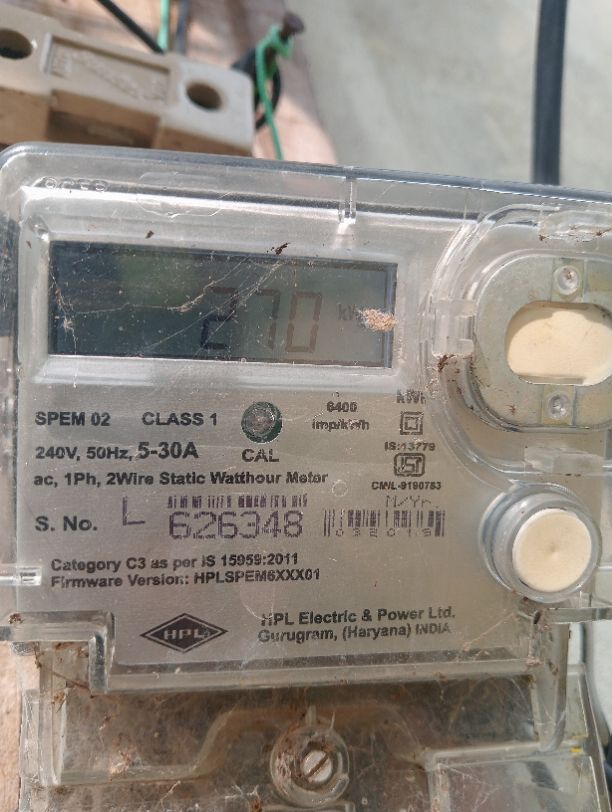 270 kW
SPEM 02 CLASS 1
6400 imp/kWh
kWh
240V, 50Hz, 5-30A
CAL
IS:13779
ac, 1Ph, 2Wire Static Watthour Meter
CM/L-9190783
M/Yr.
S. No. L 626348
032019
Category C3 as per IS 15959:2011
Firmware Version: HPLSPEM6XXX01
HPL
HPL Electric & Power Ltd.
Gurugram, (Haryana) INDIA